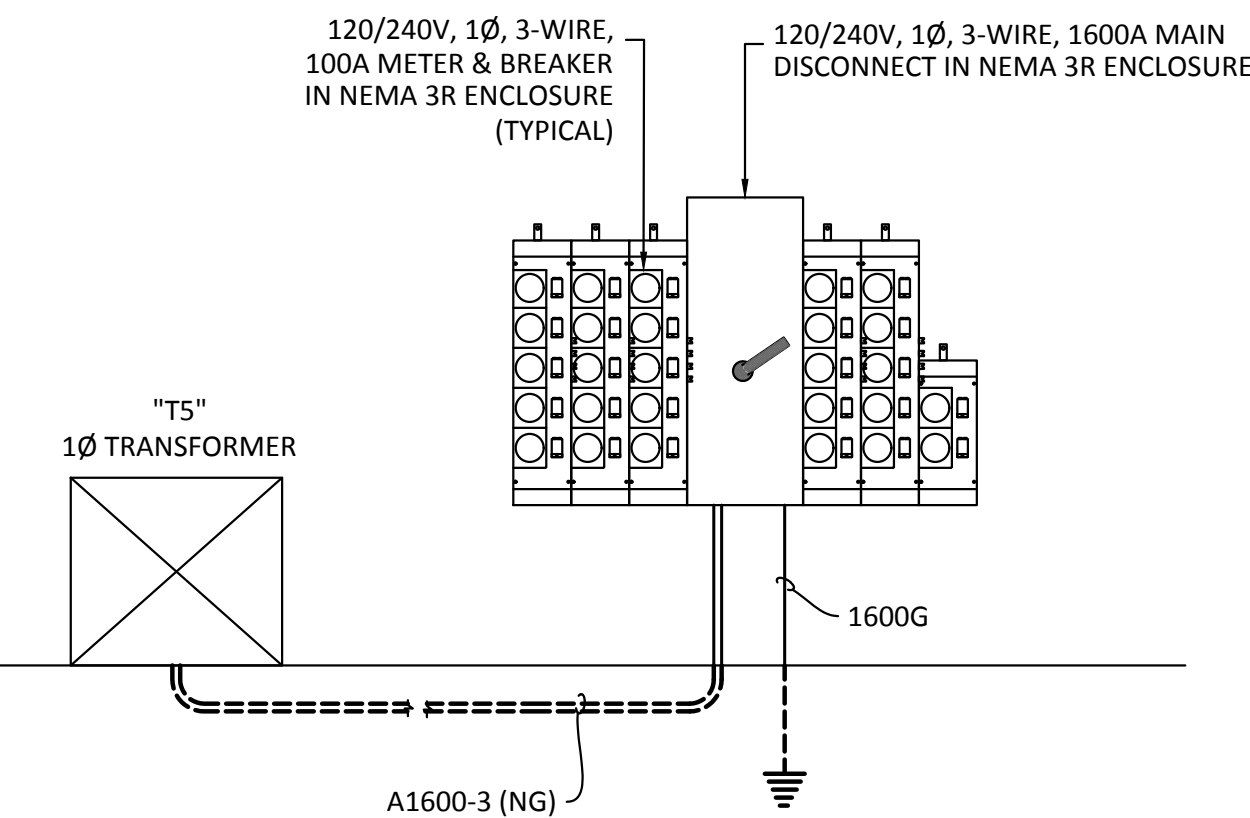 120/240V, 1Ø, 3-WIRE,
100A METER & BREAKER
IN NEMA 3R ENCLOSURE
(TYPICAL)
120/240V, 1Ø, 3-WIRE, 1600A MAIN
DISCONNECT IN NEMA 3R ENCLOSURE
"T5"
1Ø TRANSFORMER
1600G
A1600-3 (NG)